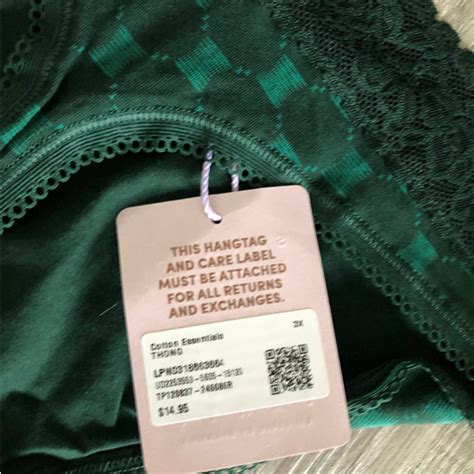 THIS HANGTAG
AND CARE LABEL
MUST BE ATTACHED
FOR ALL RETURNS
AND EXCHANGES.
Cotton Essentials 3X
THONG
$14.95